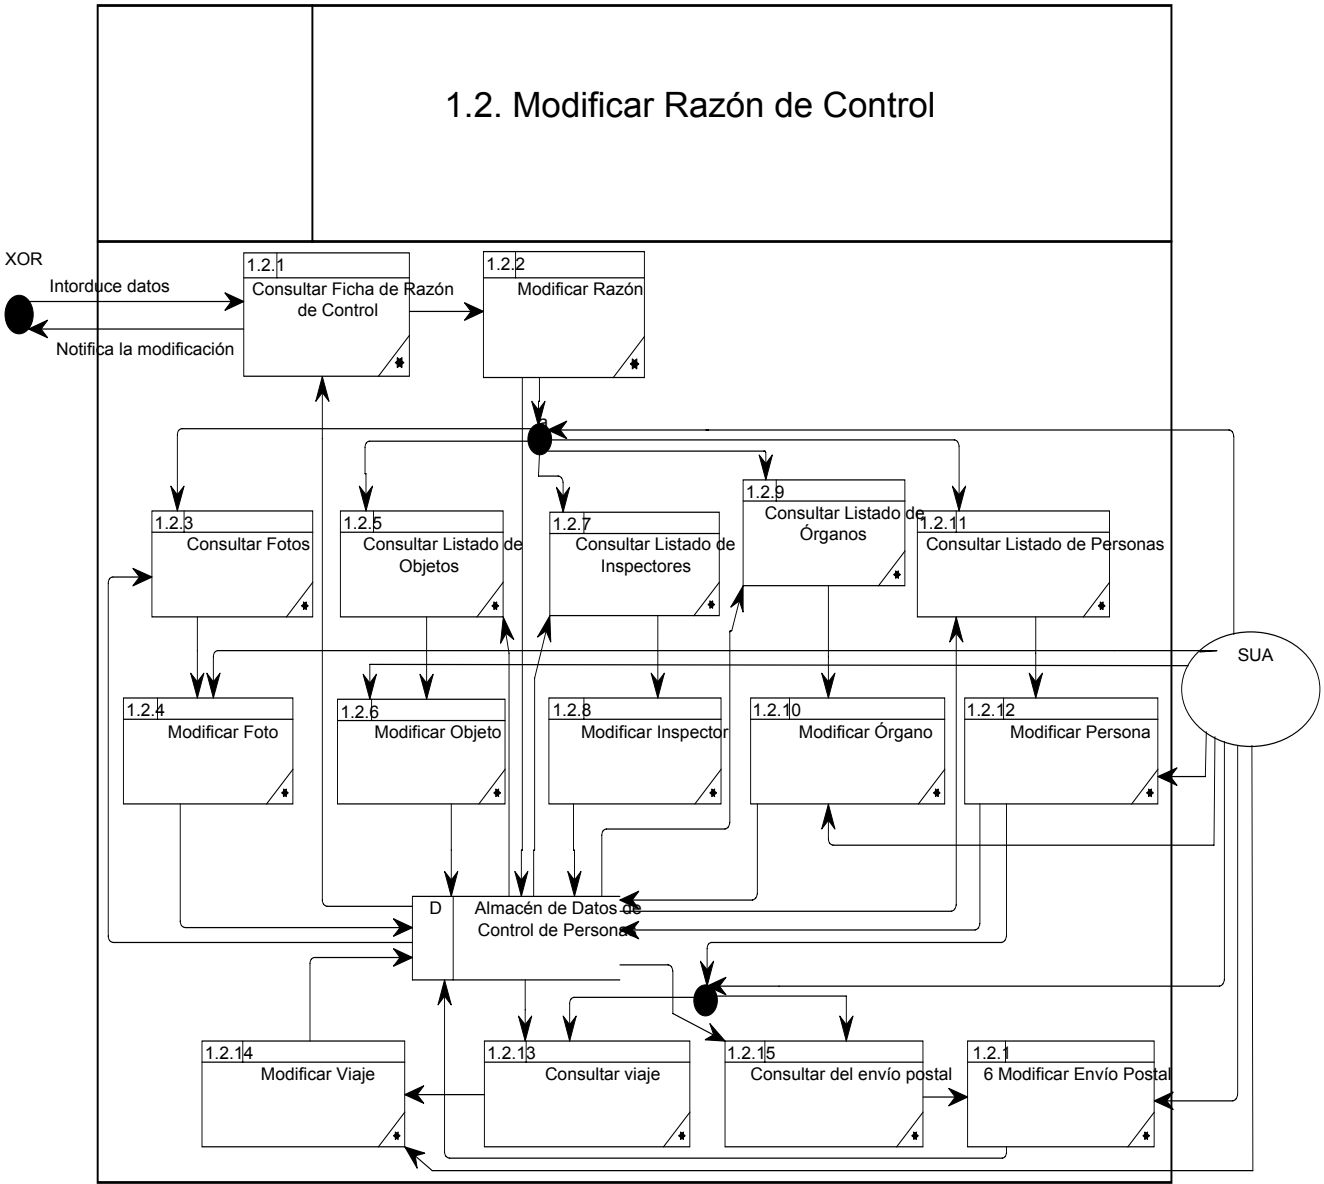 1.2. Modificar Razón de Control
XOR
Intorduce datos
Notifica la modificación
1.2.1
Consultar Ficha de Razón
de Control
1.2.2
Modificar Razón
1.2.3
Consultar Fotos
1.2.5
Consultar Listado de
Objetos
1.2.7
Consultar Listado de
Inspectores
1.2.9
Consultar Listado de
Órganos
1.2.11
Consultar Listado de Personas
SUA
1.2.4
Modificar Foto
1.2.6
Modificar Objeto
1.2.8
Modificar Inspector
1.2.10
Modificar Órgano
1.2.12
Modificar Persona
D
Almacén de Datos de
Control de Personas
1.2.14
Modificar Viaje
1.2.13
Consultar viaje
1.2.15
Consultar del envío postal
1.2.1
6 Modificar Envío Postal